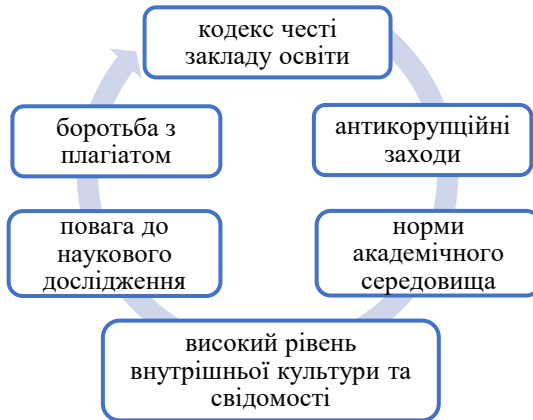 кодекс честі
закладу освіти
антикорупційні
заходи
норми
академічного
середовища
високий рівень
внутрішньої культури та
свідомості
повага до
наукового
дослідження
боротьба з
плагіатом